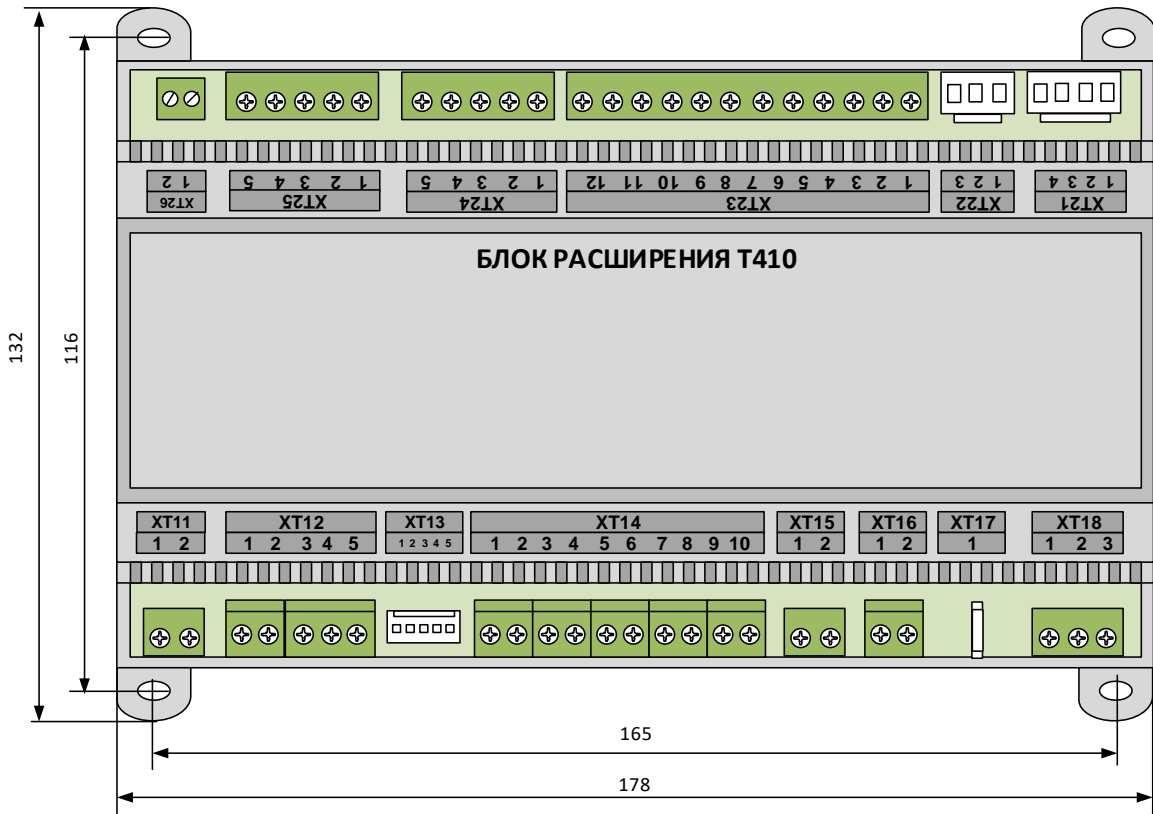 2 1
XT26
5 4 3 2 1
XT25
5 4 3 2 1
XT24
12 11 10 9 8 7 6 5 4 3 2 1
XT23
3 2 1
XT22
4 3 2 1
XT21
БЛОК РАСШИРЕНИЯ Т410
132
116
XT11
1 2
XT12
1 2 3 4 5
XT13
1 2 3 4 5
XT14
1 2 3 4 5 6 7 8 9 10
XT15
1 2
XT16
1 2
XT17
1
XT18
1 2 3
165
178